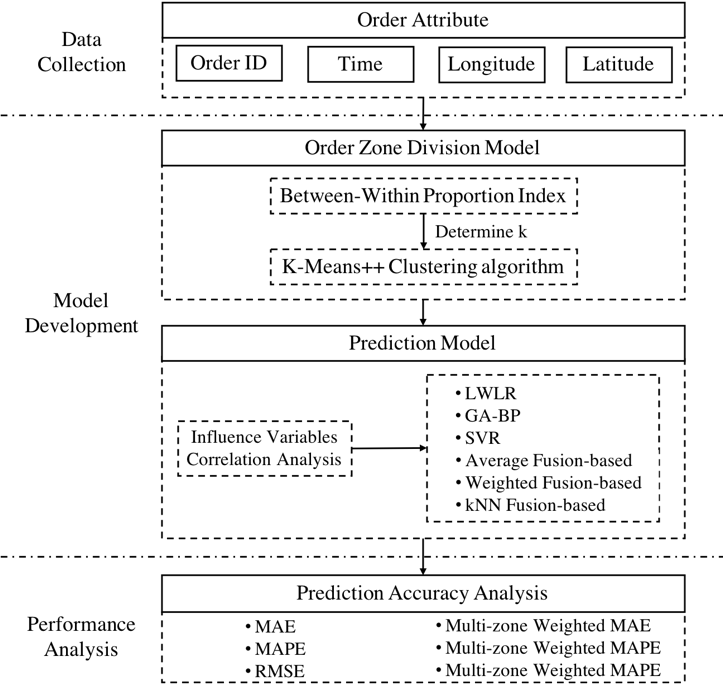 Data
Collection
Order Attribute
Order ID
Time
Longitude
Latitude
Model
Development
Order Zone Division Model
Between-Within Proportion Index
Determine k
K-Means++ Clustering algorithm
Prediction Model
Influence Variables
Correlation Analysis
• LWLR
• GA-BP
• SVR
• Average Fusion-based
• Weighted Fusion-based
• kNN Fusion-based
Performance
Analysis
Prediction Accuracy Analysis
• MAE
• MAPE
• RMSE
• Multi-zone Weighted MAE
• Multi-zone Weighted MAPE
• Multi-zone Weighted MAPE